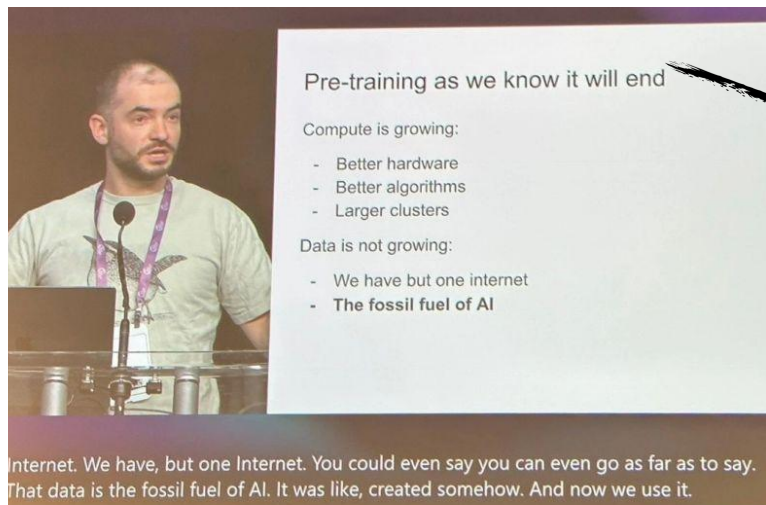 Pre-training as we know it will end
Compute is growing:
- Better hardware
- Better algorithms
- Larger clusters
Data is not growing:
- We have but one internet
- The fossil fuel of AI
Internet. We have, but one Internet. You could even say you can even go as far as to say.
That data is the fossil fuel of AI. It was like, created somehow. And now we use it.